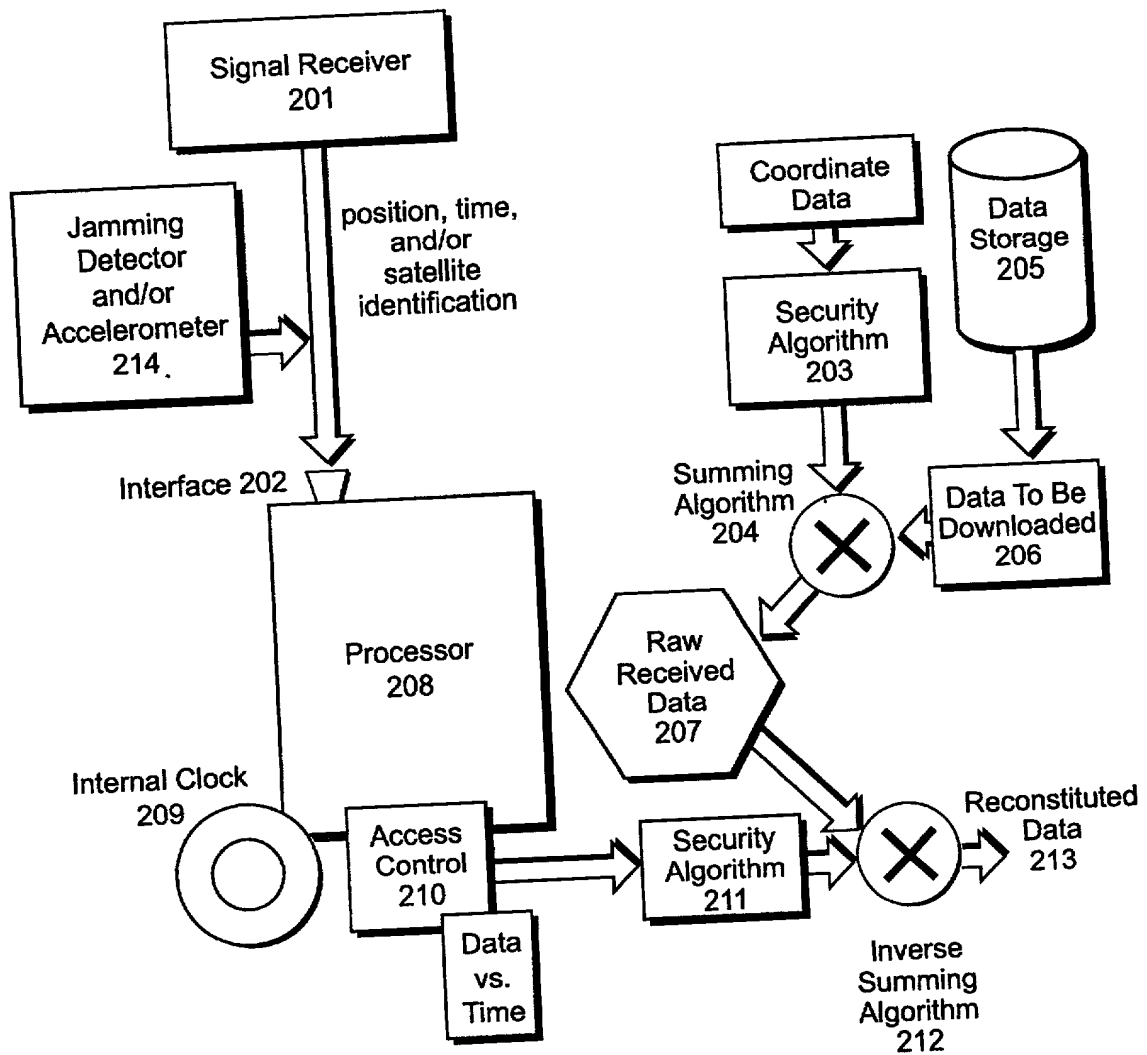 Signal Receiver
201
Jamming
Detector
and/or
Accelerometer
214.
position, time,
and/or
satellite
identification
Coordinate
Data
Data
Storage
205
Security
Algorithm
203
Interface 202
Summing
Algorithm
204
Data To Be
Downloaded
206
Processor
208
Raw
Received
Data
207
Internal Clock
209
Access
Control
210
Security
Algorithm
211
Reconstituted
Data
213
Data
vs.
Time
Inverse
Summing
Algorithm
212